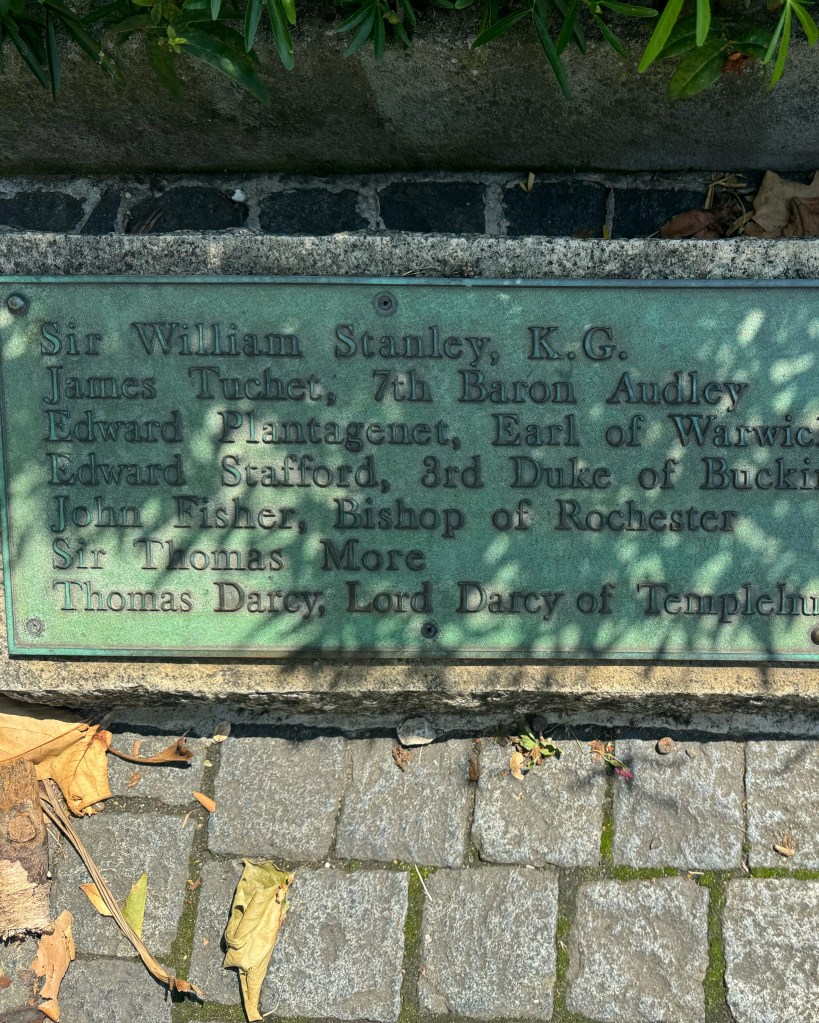 Sir William Stanley, K.G.
James Tuchet, 7th Baron Audley
Edward Plantagenet, Earl of Warwick
Edward Stafford, 3rd Duke of Buckin
John Fisher, Bishop of Rochester
Sir Thomas More
Thomas Darcy, Lord Darcy of Templehu